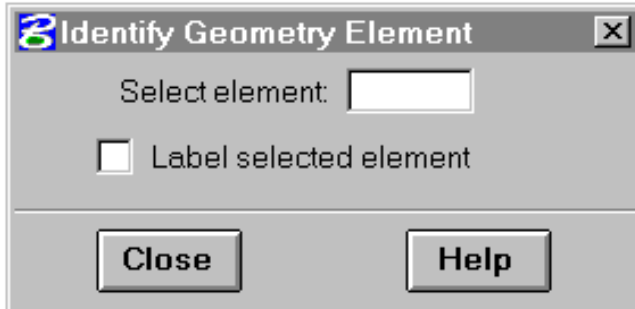 Identify Geometry Element
Select element:
Label selected element
Close Help